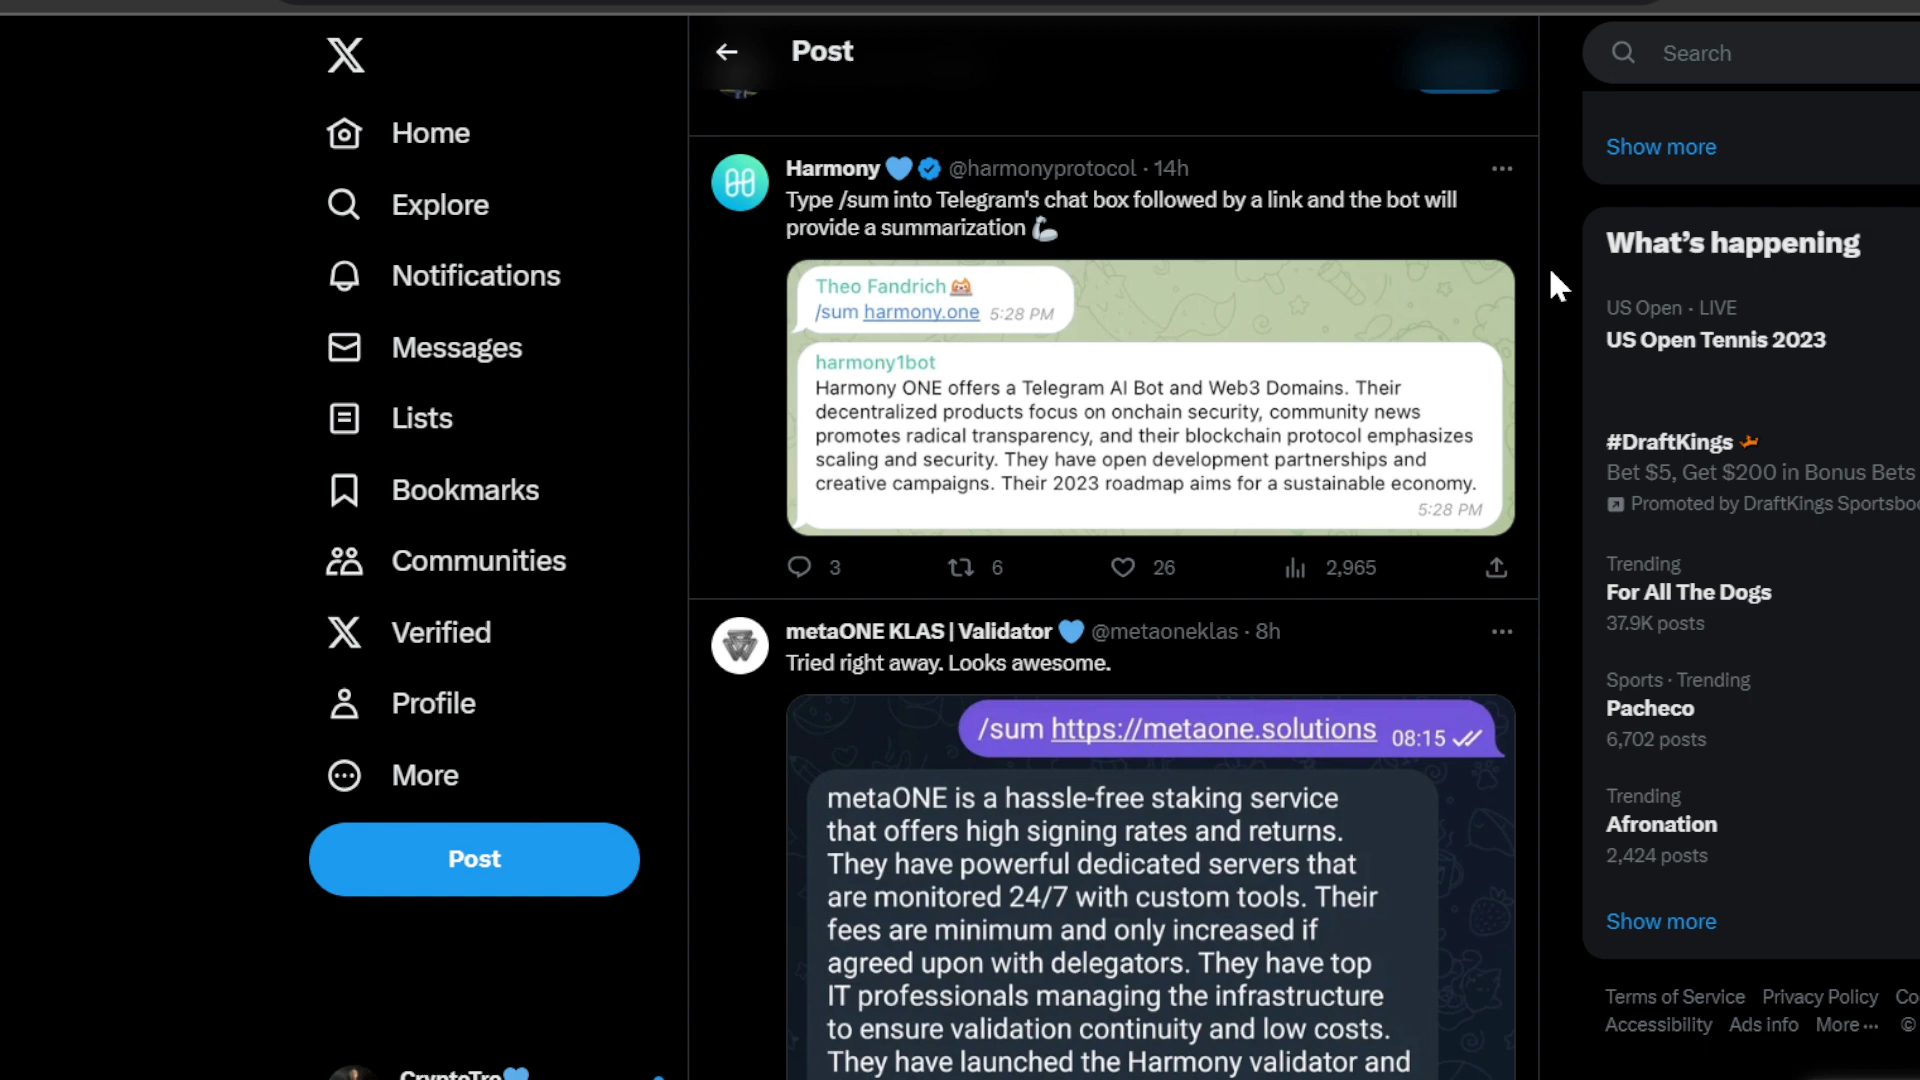 Home
Explore
Notifications
Messages
Lists
Bookmarks
Communities
Verified
Profile
More
Post
Post
Harmony 💙 @harmonyprotocol · 14h
Type /sum into Telegram's chat box followed by a link and the bot will
provide a summarization 💪
Theo Fandrich
/sum harmony.one 5:28 PM
harmony1bot
Harmony ONE offers a Telegram AI Bot and Web3 Domains. Their
decentralized products focus on onchain security, community news
promotes radical transparency, and their blockchain protocol emphasizes
scaling and security. They have open development partnerships and
creative campaigns. Their 2023 roadmap aims for a sustainable economy.
5:28 PM
3 6 26 2,965
metaONE KLAS | Validator 💙 @metaoneklas · 8h
Tried right away. Looks awesome.
/sum https://metaone.solutions 08:15
metaONE is a hassle-free staking service
that offers high signing rates and returns.
They have powerful dedicated servers that
are monitored 24/7 with custom tools. Their
fees are minimum and only increased if
agreed upon with delegators. They have top
IT professionals managing the infrastructure
to ensure validation continuity and low costs.
They have launched the Harmony validator and
Search
Show more
What's happening
US Open · LIVE
US Open Tennis 2023
#DraftKings
Bet $5, Get $200 in Bonus Bets
Promoted by DraftKings
Trending
For All The Dogs
37.9K posts
Sports · Trending
Pacheco
6,702 posts
Trending
Afronation
2,424 posts
Show more
Terms of Service Privacy Policy
Accessibility Ads info More ··· ©